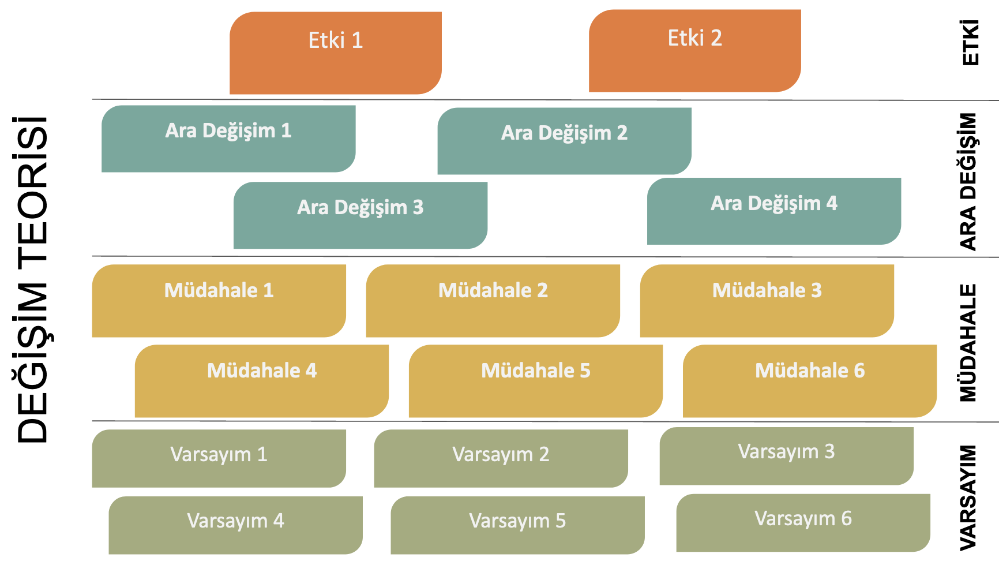 DEĞİŞİM TEORİSİ
Etki 1
Etki 2
ETKİ
Ara Değişim 1
Ara Değişim 2
Ara Değişim 3
Ara Değişim 4
ARA DEĞİŞİM
Müdahale 1
Müdahale 2
Müdahale 3
Müdahale 4
Müdahale 5
Müdahale 6
MÜDAHALE
Varsayım 1
Varsayım 2
Varsayım 3
Varsayım 4
Varsayım 5
Varsayım 6
VARSAYIM